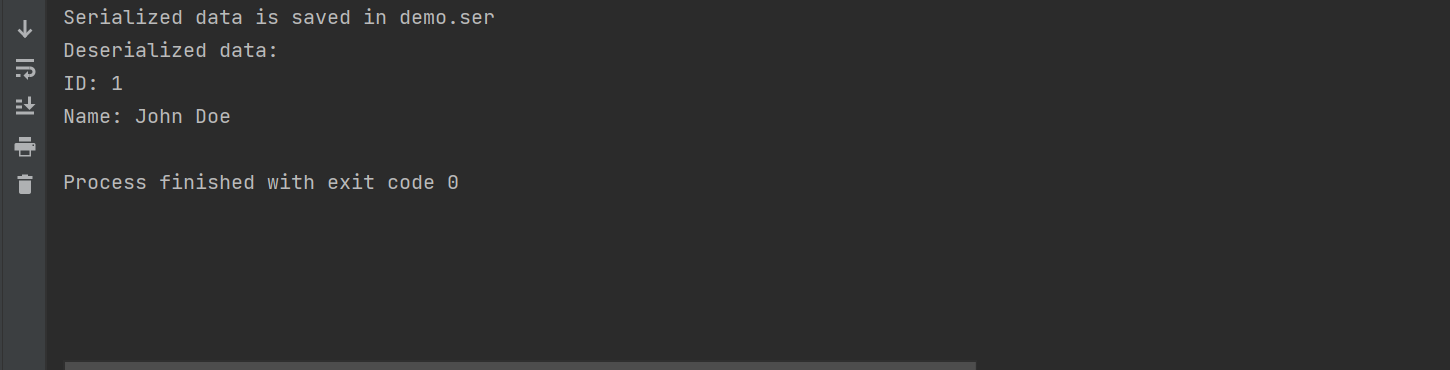 Serialized data is saved in demo.ser
Deserialized data:
ID: 1
Name: John Doe
Process finished with exit code 0